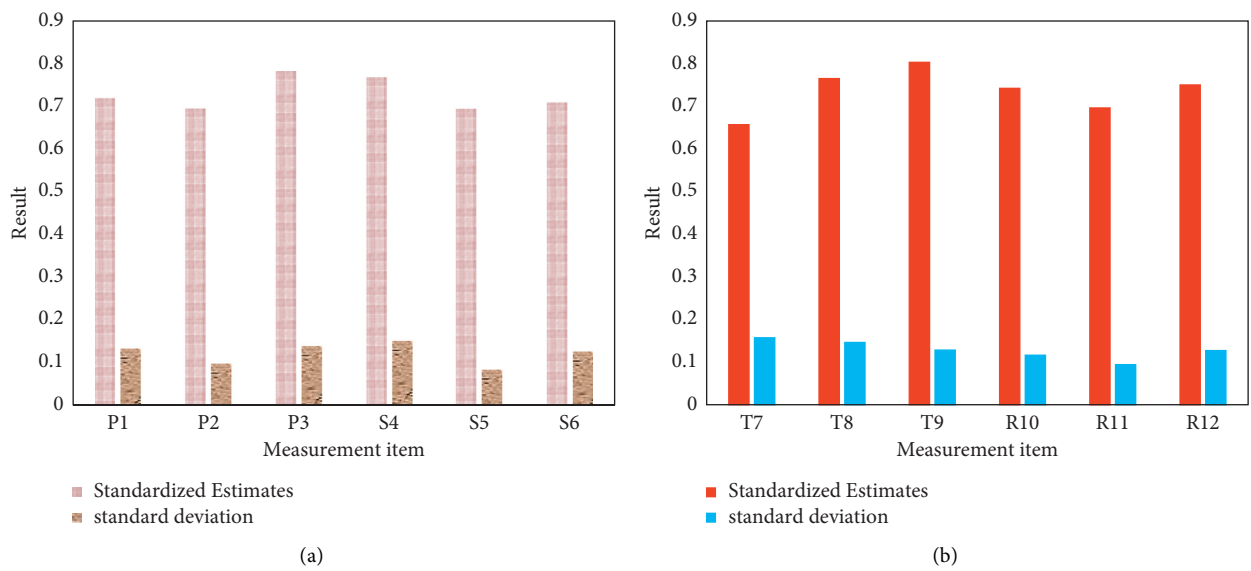 0.9
0.8
0.7
0.6
0.5
0.4
0.3
0.2
0.1
0
Result
P1 P2 P3 S4 S5 S6
Measurement item
Standardized Estimates
standard deviation
(a)
0.9
0.8
0.7
0.6
0.5
0.4
0.3
0.2
0.1
0
Result
T7 T8 T9 R10 R11 R12
Measurement item
Standardized Estimates
standard deviation
(b)